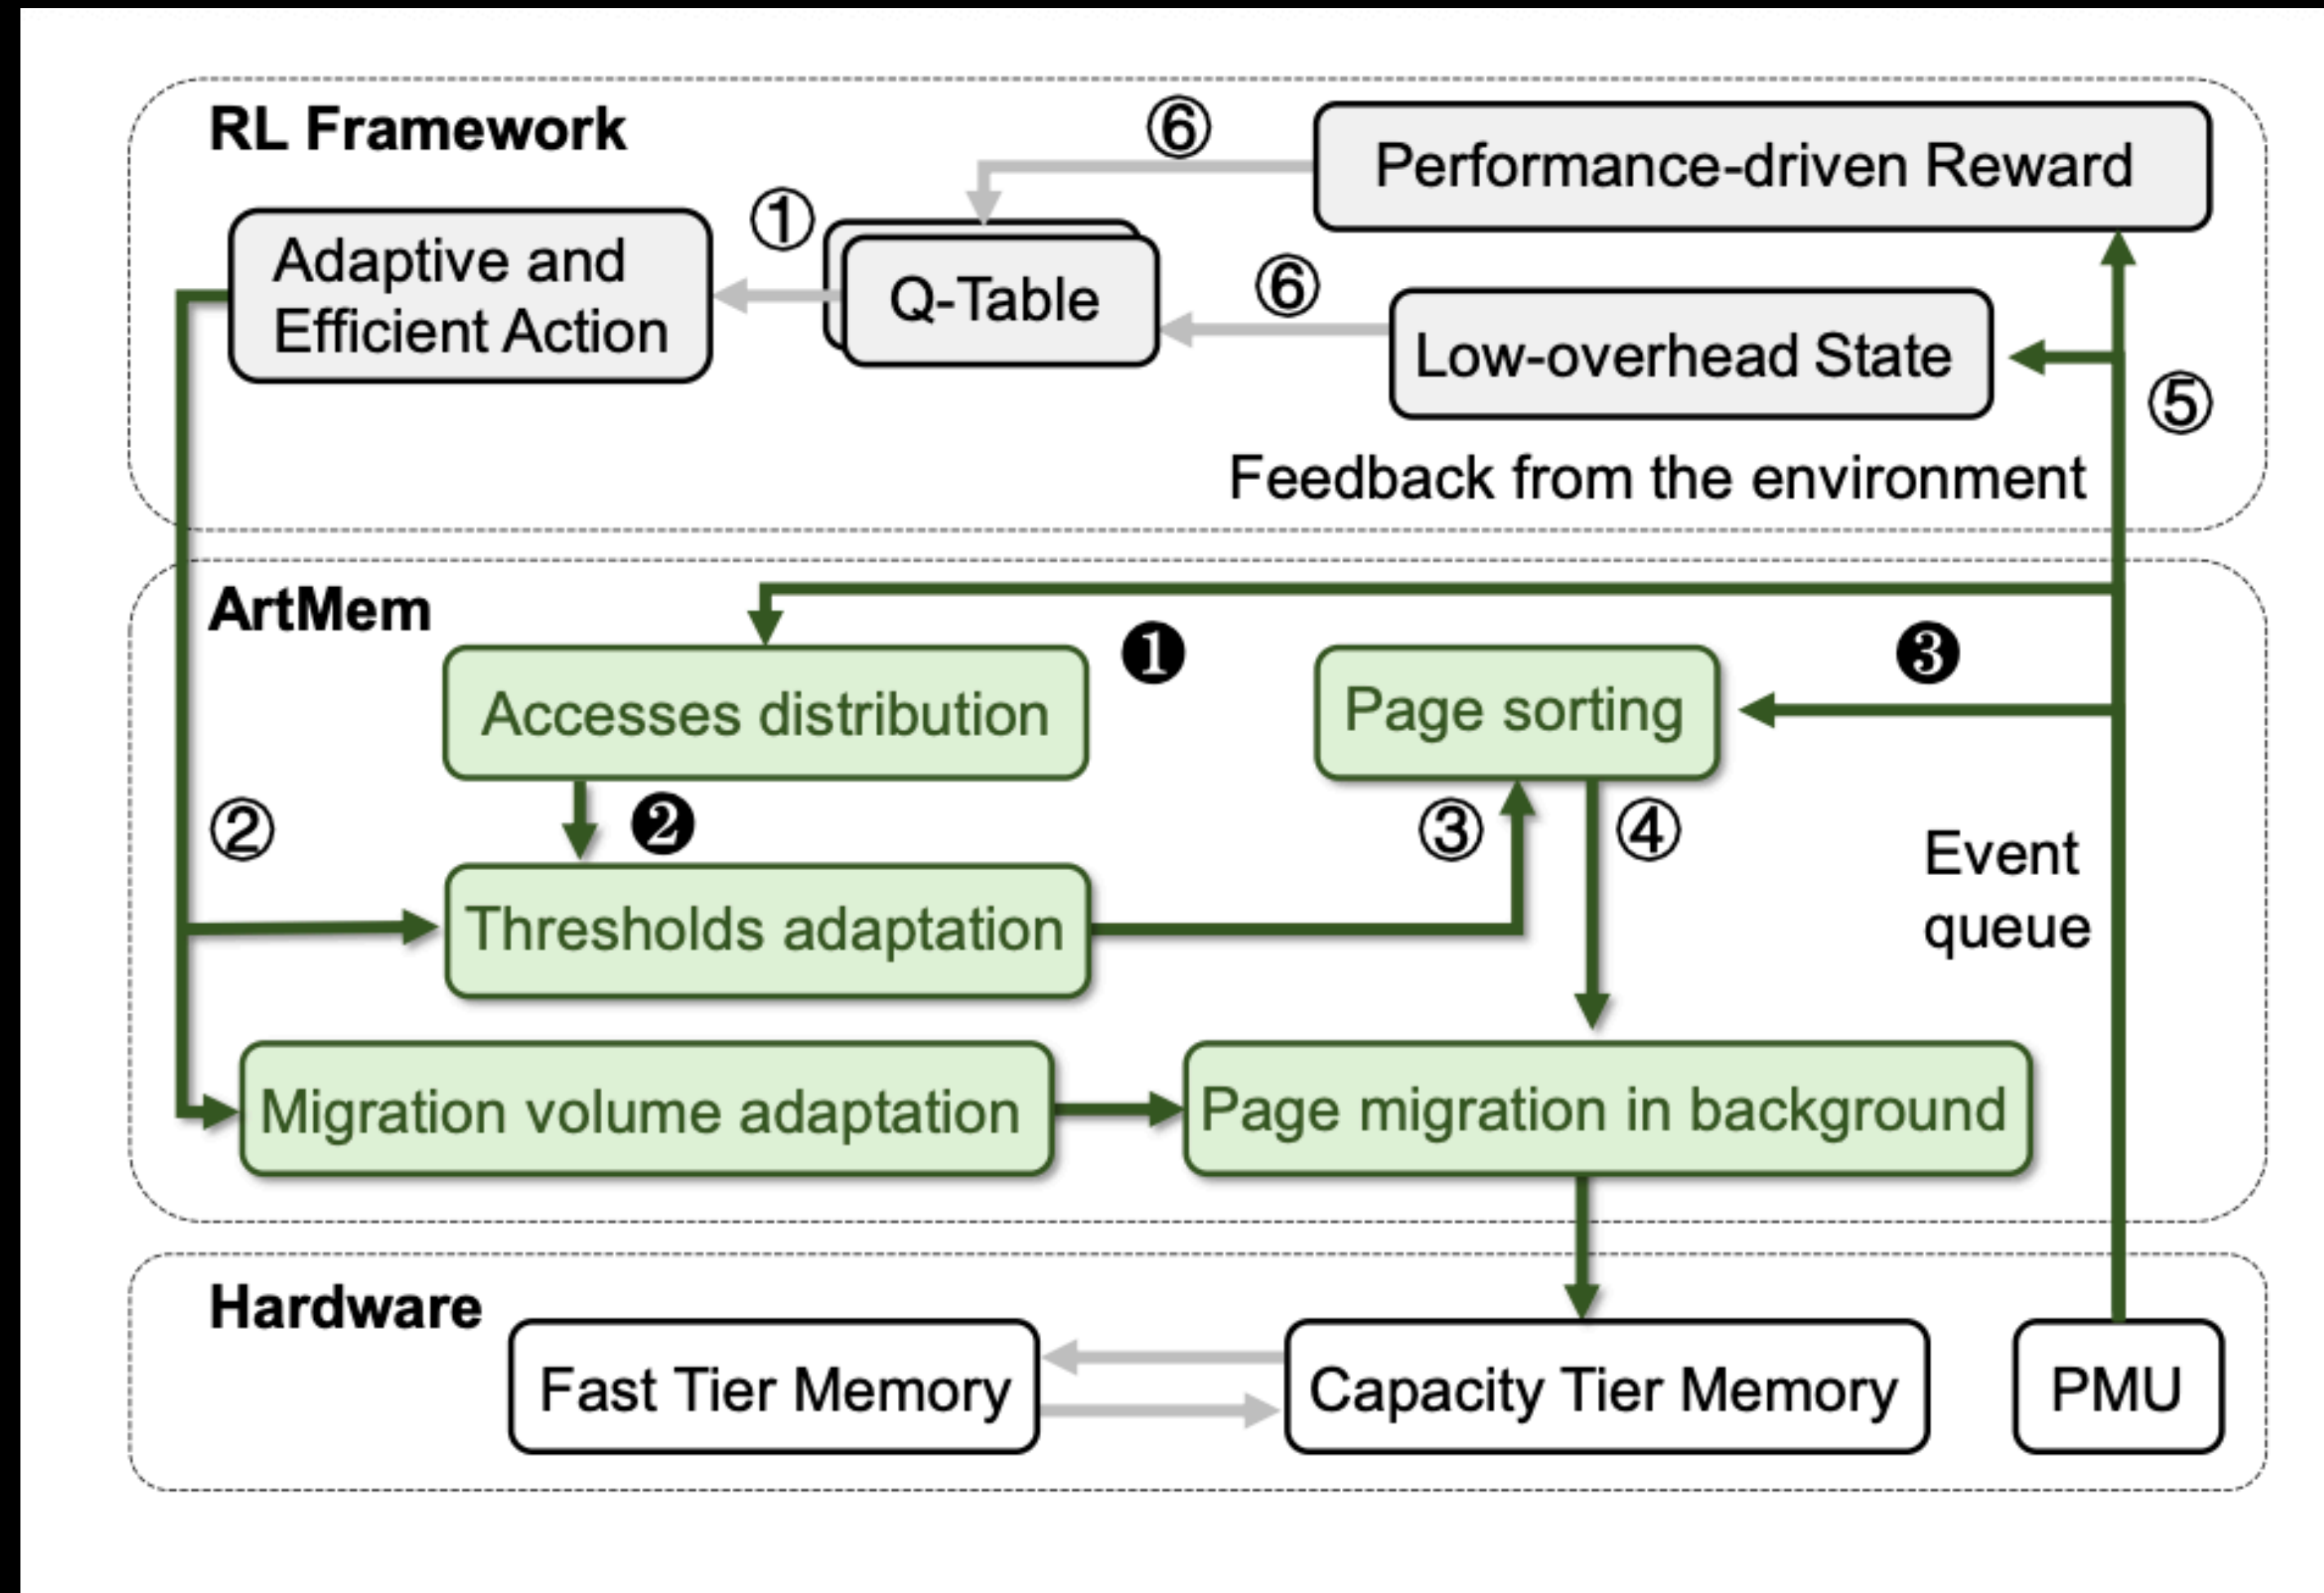 RL Framework
⑥
Performance-driven Reward
①
Adaptive and
Efficient Action
Q-Table
⑥
Low-overhead State
⑤
Feedback from the environment
ArtMem
❶
❸
Accesses distribution
Page sorting
②
❷
③
④
Event
queue
Thresholds adaptation
Migration volume adaptation
Page migration in background
Hardware
Fast Tier Memory
Capacity Tier Memory
PMU